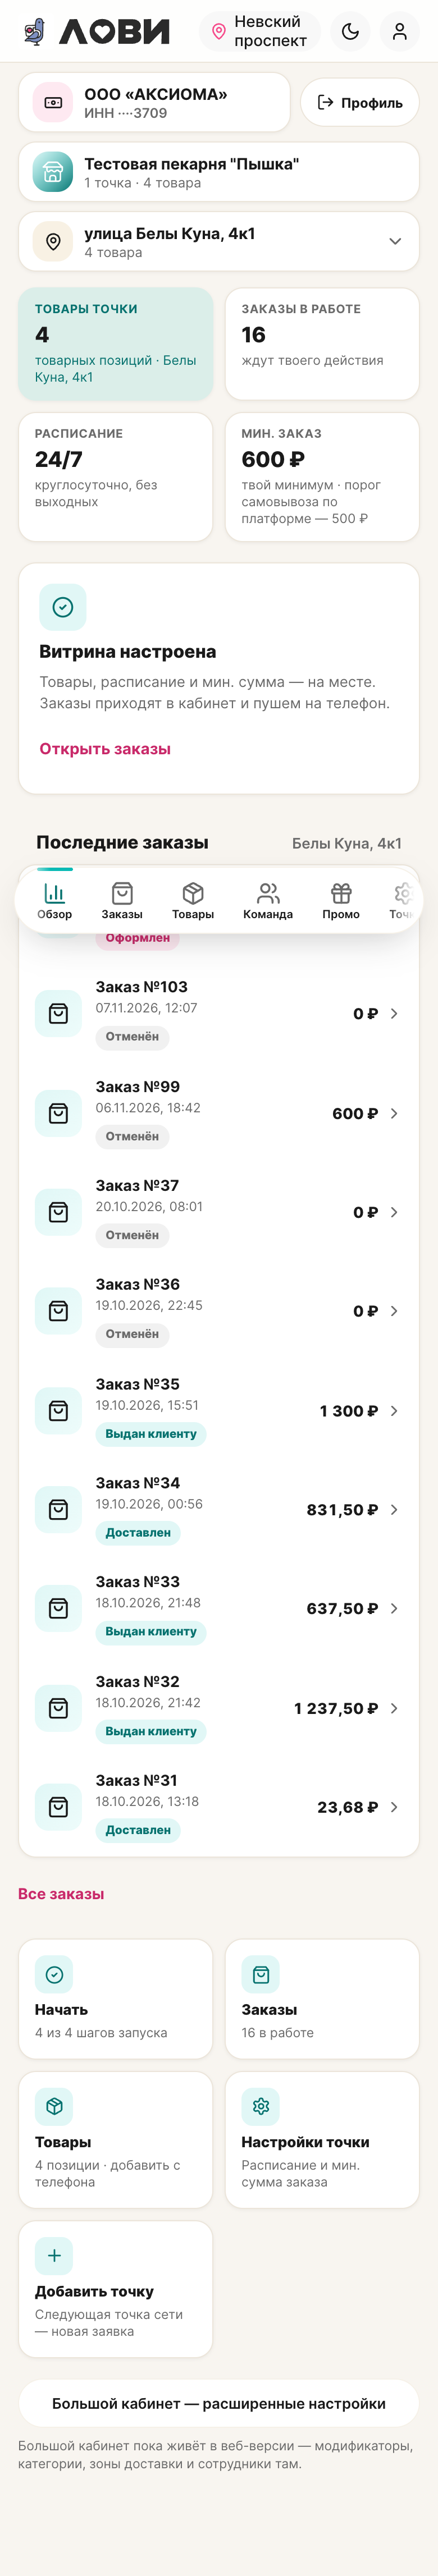 ЛОВИ
Невский
проспект
ООО «АКСИОМА»
ИНН ····3709
Профиль
Тестовая пекарня "Пышка"
1 точка · 4 товара
улица Белы Куна, 4к1
4 товара
ТОВАРЫ ТОЧКИ
4
товарных позиций · Белы
Куна, 4к1
ЗАКАЗЫ В РАБОТЕ
16
ждут твоего действия
РАСПИСАНИЕ
24/7
круглосуточно, без
выходных
МИН. ЗАКАЗ
600 ₽
твой минимум · порог
самовывоза по
платформе — 500 ₽
Витрина настроена
Товары, расписание и мин. сумма — на месте.
Заказы приходят в кабинет и пушем на телефон.
Открыть заказы
Последние заказы
Белы Куна, 4к1
Обзор
Заказы
Товары
Команда
Промо
Точк
Оформлен
Заказ №103
07.11.2026, 12:07
Отменён
0 ₽
Заказ №99
06.11.2026, 18:42
Отменён
600 ₽
Заказ №37
20.10.2026, 08:01
Отменён
0 ₽
Заказ №36
19.10.2026, 22:45
Отменён
0 ₽
Заказ №35
19.10.2026, 15:51
Выдан клиенту
1 300 ₽
Заказ №34
19.10.2026, 00:56
Доставлен
831,50 ₽
Заказ №33
18.10.2026, 21:48
Выдан клиенту
637,50 ₽
Заказ №32
18.10.2026, 21:42
Выдан клиенту
1 237,50 ₽
Заказ №31
18.10.2026, 13:18
Доставлен
23,68 ₽
Все заказы
Начать
4 из 4 шагов запуска
Заказы
16 в работе
Товары
4 позиции · добавить с
телефона
Настройки точки
Расписание и мин.
сумма заказа
Добавить точку
Следующая точка сети
— новая заявка
Большой кабинет — расширенные настройки
Большой кабинет пока живёт в веб-версии — модификаторы,
категории, зоны доставки и сотрудники там.